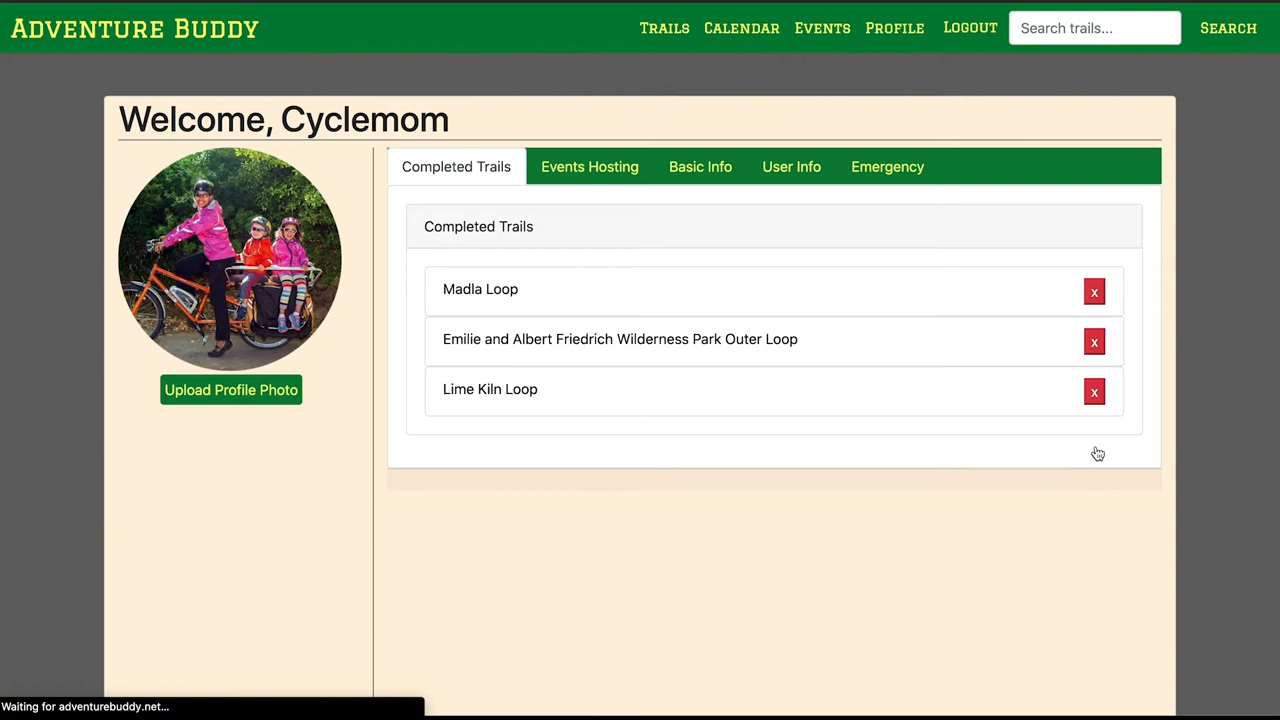 Adventure Buddy
Trails Calendar Events Profile Logout Search trails... Search
Welcome, Cyclemom
Completed Trails Events Hosting Basic Info User Info Emergency
Completed Trails
Madla Loop x
Emilie and Albert Friedrich Wilderness Park Outer Loop x
Lime Kiln Loop x
Upload Profile Photo
Waiting for adventurebuddy.net...